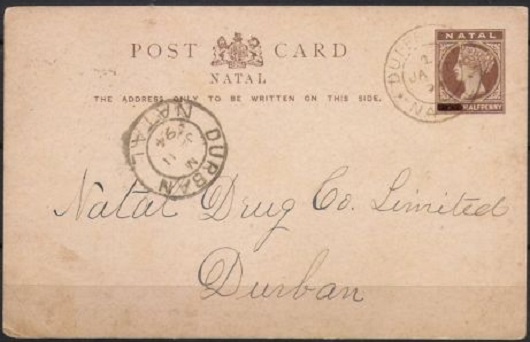 POST CARD
NATAL
THE ADDRESS ONLY TO BE WRITTEN ON THIS SIDE.
NATAL
HALFPENNY
DURBAN
NATAL
94
Natal Drug Co. Limited
Durban